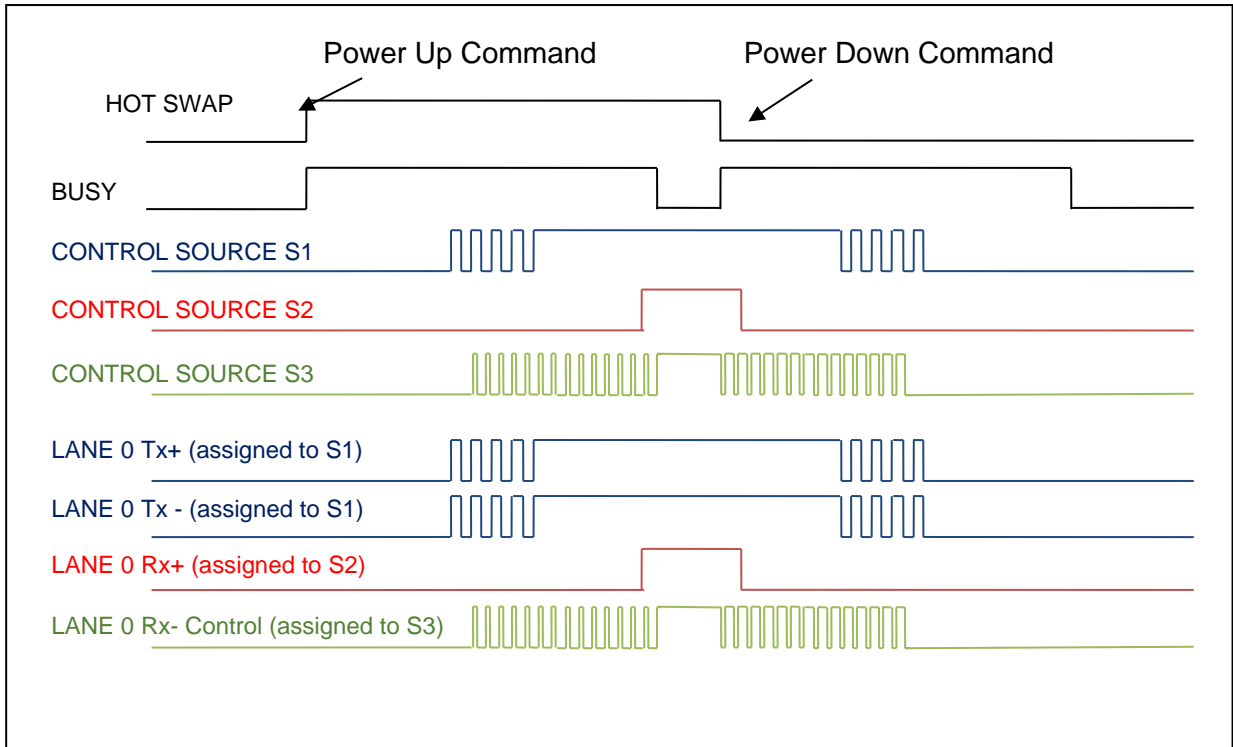 Power Up Command
Power Down Command
HOT SWAP
BUSY
CONTROL SOURCE S1
CONTROL SOURCE S2
CONTROL SOURCE S3
LANE 0 Tx+ (assigned to S1)
LANE 0 Tx - (assigned to S1)
LANE 0 Rx+ (assigned to S2)
LANE 0 Rx- Control (assigned to S3)